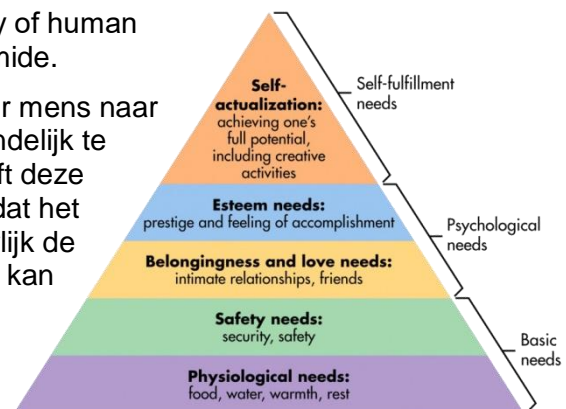 y of human
mide.
r mens naar
ndelijk te
ft deze
dat het
lijk de
kan
Self-
actualization:
achieving one's
full potential,
including creative
activities
Esteem needs:
prestige and feeling of accomplishment
Belongingness and love needs:
intimate relationships, friends
Safety needs:
security, safety
Physiological needs:
food, water, warmth, rest
Self-fulfillment
needs
Psychological
needs
Basic
needs